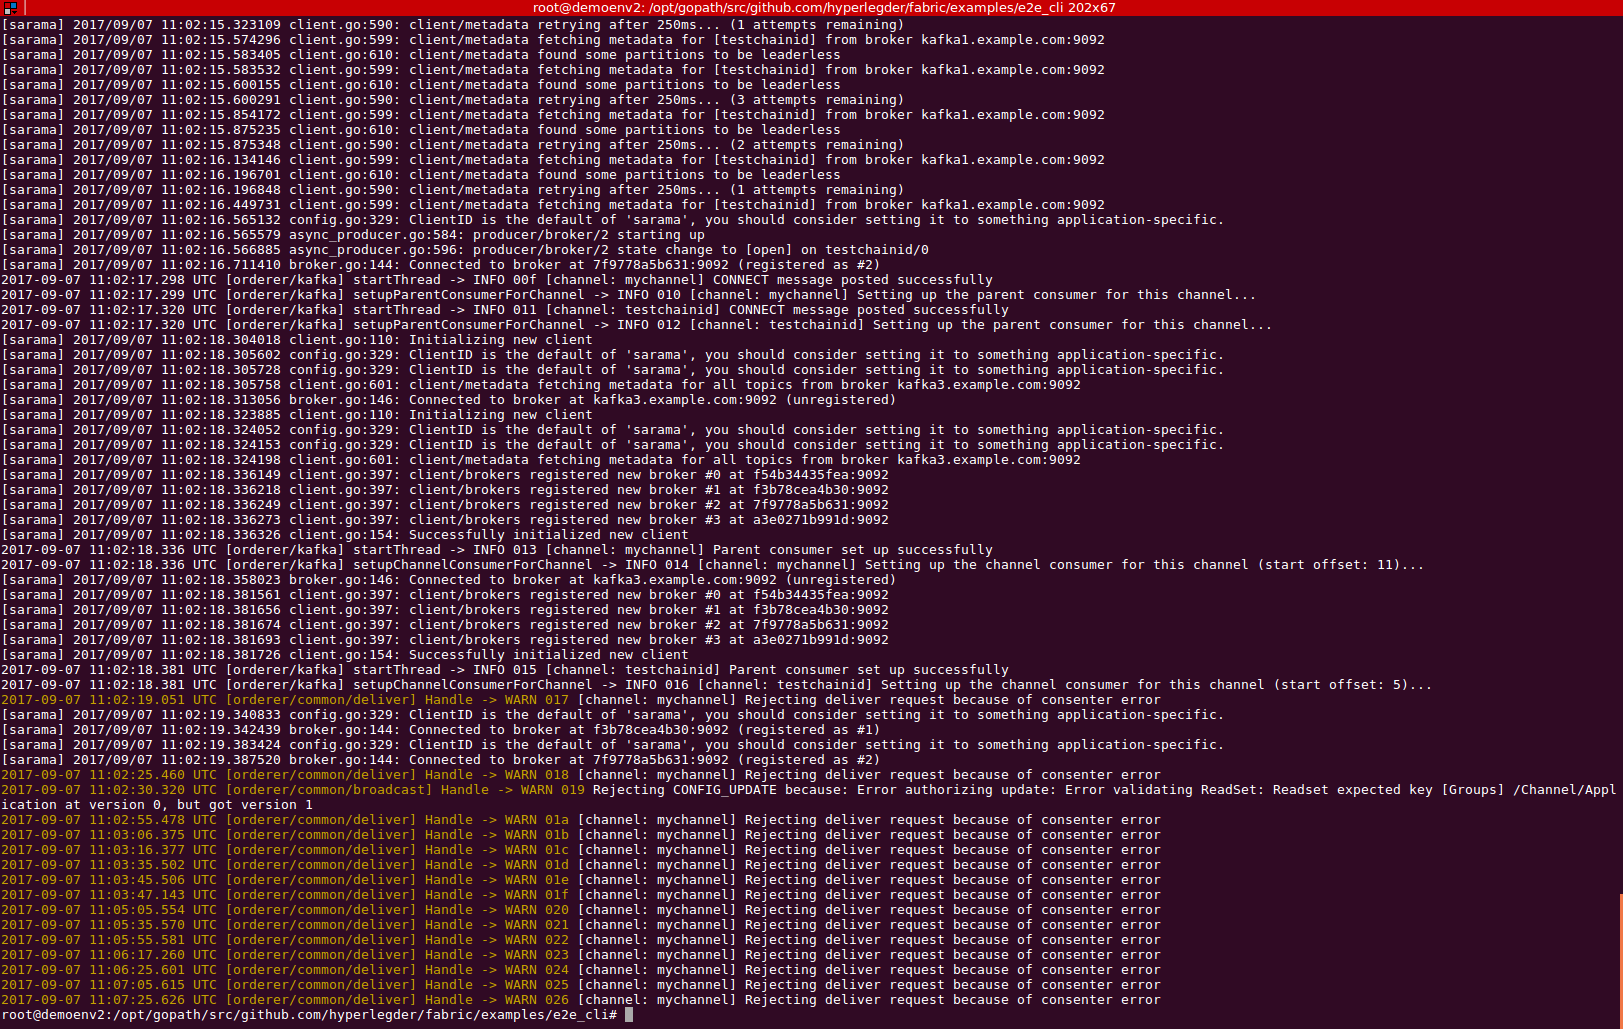 root@demoenv2: /opt/gopath/src/github.com/hyperlegder/fabric/examples/e2e_cli 202x67
[sarama] 2017/09/07 11:02:15.323109 client.go:590: client/metadata retrying after 250ms... (1 attempts remaining)
[sarama] 2017/09/07 11:02:15.574296 client.go:599: client/metadata fetching metadata for [testchainid] from broker kafka1.example.com:9092
[sarama] 2017/09/07 11:02:15.583405 client.go:610: client/metadata found some partitions to be leaderless
[sarama] 2017/09/07 11:02:15.583532 client.go:599: client/metadata fetching metadata for [testchainid] from broker kafka1.example.com:9092
[sarama] 2017/09/07 11:02:15.600155 client.go:610: client/metadata found some partitions to be leaderless
[sarama] 2017/09/07 11:02:15.600291 client.go:590: client/metadata retrying after 250ms... (3 attempts remaining)
[sarama] 2017/09/07 11:02:15.854172 client.go:599: client/metadata fetching metadata for [testchainid] from broker kafka1.example.com:9092
[sarama] 2017/09/07 11:02:15.875235 client.go:610: client/metadata found some partitions to be leaderless
[sarama] 2017/09/07 11:02:15.875348 client.go:590: client/metadata retrying after 250ms... (2 attempts remaining)
[sarama] 2017/09/07 11:02:16.134146 client.go:599: client/metadata fetching metadata for [testchainid] from broker kafka1.example.com:9092
[sarama] 2017/09/07 11:02:16.196701 client.go:610: client/metadata found some partitions to be leaderless
[sarama] 2017/09/07 11:02:16.196848 client.go:590: client/metadata retrying after 250ms... (1 attempts remaining)
[sarama] 2017/09/07 11:02:16.449731 client.go:599: client/metadata fetching metadata for [testchainid] from broker kafka1.example.com:9092
[sarama] 2017/09/07 11:02:16.565132 config.go:329: ClientID is the default of 'sarama', you should consider setting it to something application-specific.
[sarama] 2017/09/07 11:02:16.565579 async_producer.go:584: producer/broker/2 starting up
[sarama] 2017/09/07 11:02:16.566885 async_producer.go:596: producer/broker/2 state change to [open] on testchainid/0
[sarama] 2017/09/07 11:02:16.711410 broker.go:144: Connected to broker at 7f9778a5b631:9092 (registered as #2)
2017-09-07 11:02:17.298 UTC [orderer/kafka] startThread -> INFO 00f [channel: mychannel] CONNECT message posted successfully
2017-09-07 11:02:17.299 UTC [orderer/kafka] setupParentConsumerForChannel -> INFO 010 [channel: mychannel] Setting up the parent consumer for this channel...
2017-09-07 11:02:17.320 UTC [orderer/kafka] startThread -> INFO 011 [channel: testchainid] CONNECT message posted successfully
2017-09-07 11:02:17.320 UTC [orderer/kafka] setupParentConsumerForChannel -> INFO 012 [channel: testchainid] Setting up the parent consumer for this channel...
[sarama] 2017/09/07 11:02:18.304018 client.go:110: Initializing new client
[sarama] 2017/09/07 11:02:18.305602 config.go:329: ClientID is the default of 'sarama', you should consider setting it to something application-specific.
[sarama] 2017/09/07 11:02:18.305728 config.go:329: ClientID is the default of 'sarama', you should consider setting it to something application-specific.
[sarama] 2017/09/07 11:02:18.305758 client.go:601: client/metadata fetching metadata for all topics from broker kafka3.example.com:9092
[sarama] 2017/09/07 11:02:18.313056 broker.go:146: Connected to broker at kafka3.example.com:9092 (unregistered)
[sarama] 2017/09/07 11:02:18.323885 client.go:110: Initializing new client
[sarama] 2017/09/07 11:02:18.324052 config.go:329: ClientID is the default of 'sarama', you should consider setting it to something application-specific.
[sarama] 2017/09/07 11:02:18.324153 config.go:329: ClientID is the default of 'sarama', you should consider setting it to something application-specific.
[sarama] 2017/09/07 11:02:18.324198 client.go:601: client/metadata fetching metadata for all topics from broker kafka3.example.com:9092
[sarama] 2017/09/07 11:02:18.336149 client.go:397: client/brokers registered new broker #0 at f54b34435fea:9092
[sarama] 2017/09/07 11:02:18.336218 client.go:397: client/brokers registered new broker #1 at f3b78cea4b30:9092
[sarama] 2017/09/07 11:02:18.336249 client.go:397: client/brokers registered new broker #2 at 7f9778a5b631:9092
[sarama] 2017/09/07 11:02:18.336273 client.go:397: client/brokers registered new broker #3 at a3e0271b991d:9092
[sarama] 2017/09/07 11:02:18.336326 client.go:154: Successfully initialized new client
2017-09-07 11:02:18.336 UTC [orderer/kafka] startThread -> INFO 013 [channel: mychannel] Parent consumer set up successfully
2017-09-07 11:02:18.336 UTC [orderer/kafka] setupChannelConsumerForChannel -> INFO 014 [channel: mychannel] Setting up the channel consumer for this channel (start offset: 11)...
[sarama] 2017/09/07 11:02:18.358023 broker.go:146: Connected to broker at kafka3.example.com:9092 (unregistered)
[sarama] 2017/09/07 11:02:18.381561 client.go:397: client/brokers registered new broker #0 at f54b34435fea:9092
[sarama] 2017/09/07 11:02:18.381656 client.go:397: client/brokers registered new broker #1 at f3b78cea4b30:9092
[sarama] 2017/09/07 11:02:18.381674 client.go:397: client/brokers registered new broker #2 at 7f9778a5b631:9092
[sarama] 2017/09/07 11:02:18.381693 client.go:397: client/brokers registered new broker #3 at a3e0271b991d:9092
[sarama] 2017/09/07 11:02:18.381726 client.go:154: Successfully initialized new client
2017-09-07 11:02:18.381 UTC [orderer/kafka] startThread -> INFO 015 [channel: testchainid] Parent consumer set up successfully
2017-09-07 11:02:18.381 UTC [orderer/kafka] setupChannelConsumerForChannel -> INFO 016 [channel: testchainid] Setting up the channel consumer for this channel (start offset: 5)...
2017-09-07 11:02:19.051 UTC [orderer/common/deliver] Handle -> WARN 017 [channel: mychannel] Rejecting deliver request because of consenter error
[sarama] 2017/09/07 11:02:19.340833 config.go:329: ClientID is the default of 'sarama', you should consider setting it to something application-specific.
[sarama] 2017/09/07 11:02:19.342439 broker.go:144: Connected to broker at f3b78cea4b30:9092 (registered as #1)
[sarama] 2017/09/07 11:02:19.383424 config.go:329: ClientID is the default of 'sarama', you should consider setting it to something application-specific.
[sarama] 2017/09/07 11:02:19.387520 broker.go:144: Connected to broker at 7f9778a5b631:9092 (registered as #2)
2017-09-07 11:02:25.460 UTC [orderer/common/deliver] Handle -> WARN 018 [channel: mychannel] Rejecting deliver request because of consenter error
2017-09-07 11:02:30.320 UTC [orderer/common/broadcast] Handle -> WARN 019 Rejecting CONFIG_UPDATE because: Error authorizing update: Error validating ReadSet: Readset expected key [Groups] /Channel/Appl
ication at version 0, but got version 1
2017-09-07 11:02:55.478 UTC [orderer/common/deliver] Handle -> WARN 01a [channel: mychannel] Rejecting deliver request because of consenter error
2017-09-07 11:03:06.375 UTC [orderer/common/deliver] Handle -> WARN 01b [channel: mychannel] Rejecting deliver request because of consenter error
2017-09-07 11:03:16.377 UTC [orderer/common/deliver] Handle -> WARN 01c [channel: mychannel] Rejecting deliver request because of consenter error
2017-09-07 11:03:35.502 UTC [orderer/common/deliver] Handle -> WARN 01d [channel: mychannel] Rejecting deliver request because of consenter error
2017-09-07 11:03:45.506 UTC [orderer/common/deliver] Handle -> WARN 01e [channel: mychannel] Rejecting deliver request because of consenter error
2017-09-07 11:03:47.143 UTC [orderer/common/deliver] Handle -> WARN 01f [channel: mychannel] Rejecting deliver request because of consenter error
2017-09-07 11:05:05.554 UTC [orderer/common/deliver] Handle -> WARN 020 [channel: mychannel] Rejecting deliver request because of consenter error
2017-09-07 11:05:35.570 UTC [orderer/common/deliver] Handle -> WARN 021 [channel: mychannel] Rejecting deliver request because of consenter error
2017-09-07 11:05:55.581 UTC [orderer/common/deliver] Handle -> WARN 022 [channel: mychannel] Rejecting deliver request because of consenter error
2017-09-07 11:06:17.260 UTC [orderer/common/deliver] Handle -> WARN 023 [channel: mychannel] Rejecting deliver request because of consenter error
2017-09-07 11:06:25.601 UTC [orderer/common/deliver] Handle -> WARN 024 [channel: mychannel] Rejecting deliver request because of consenter error
2017-09-07 11:07:05.615 UTC [orderer/common/deliver] Handle -> WARN 025 [channel: mychannel] Rejecting deliver request because of consenter error
2017-09-07 11:07:25.626 UTC [orderer/common/deliver] Handle -> WARN 026 [channel: mychannel] Rejecting deliver request because of consenter error
root@demoenv2:/opt/gopath/src/github.com/hyperlegder/fabric/examples/e2e_cli#